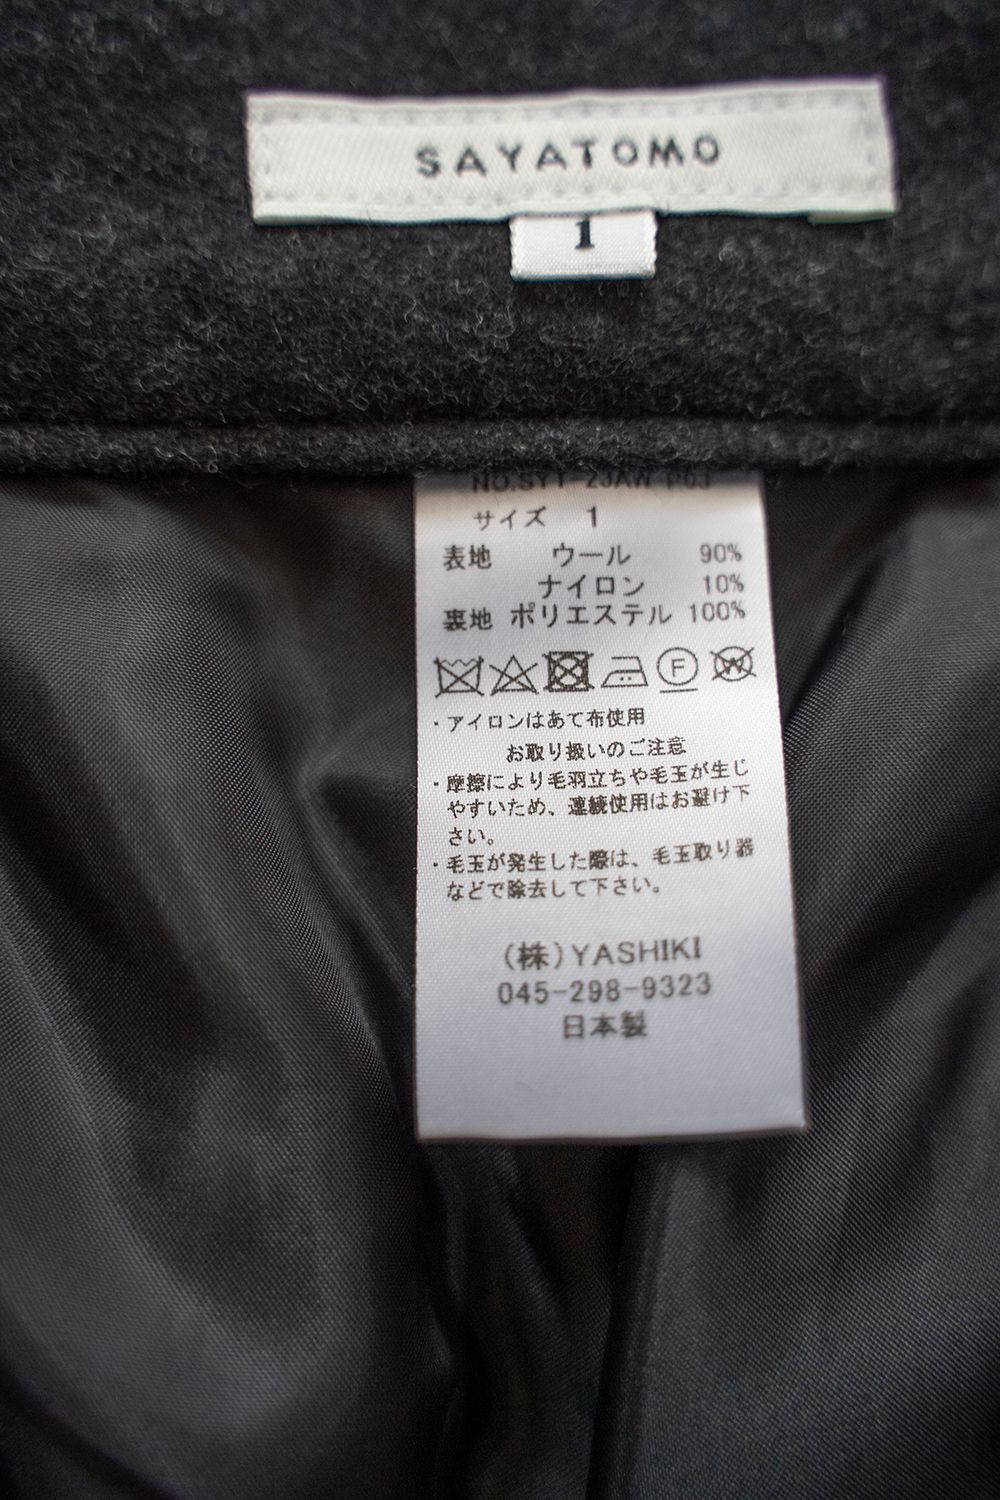 SAYATOMO
1
NO.SYT-23AW P03
サイズ 1
表地 ウール 90%
ナイロン 10%
裏地 ポリエステル 100%
F W
・アイロンはあて布使用
お取り扱いのご注意
・摩擦により毛羽立ちや毛玉が生じ
やすいため、連続使用はお避け下
さい。
・毛玉が発生した際は、毛玉取り器
などで除去して下さい。
(株)YASHIKI
045-298-9323
日本製